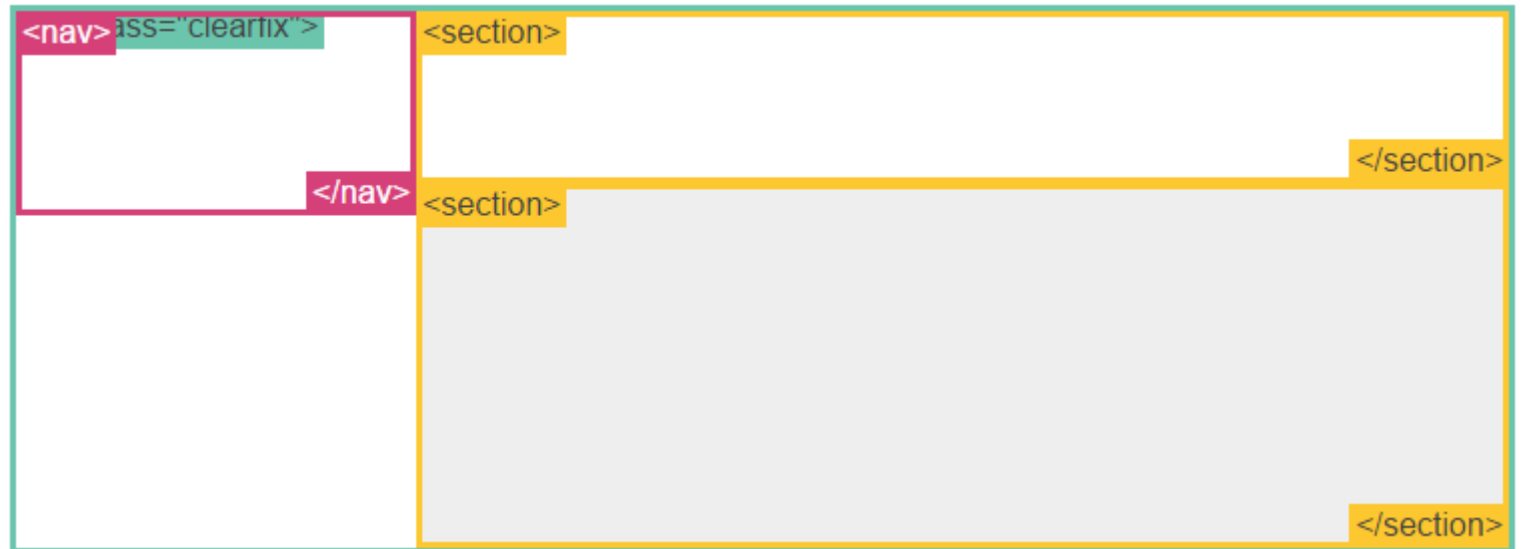 <nav>
ass="clearfix">
<section>
</section>
</nav>
<section>
</section>